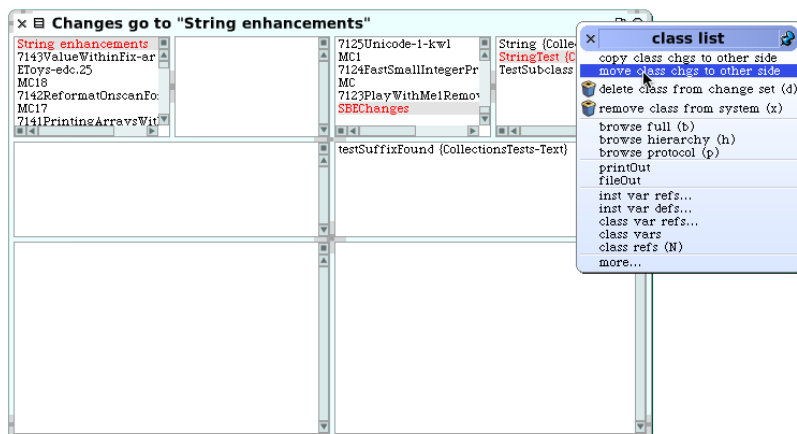 Changes go to "String enhancements"
String enhancements
7143ValueWithinFix-ar
EToys-edc.25
MC18
7142ReformatOnscanFo
MC17
7141PrintingArraysWit
7125Unicode-1-kwl
MC1
7124FastSmallIntegerPr
MC
7123PlayWithMe1Remov
SBEChanges
String {Colle
StringTest {C
TestSubclass
testSuffixFound {CollectionsTests-Text}
class list
copy class chgs to other side
move class chgs to other side
delete class from change set (d)
remove class from system (x)
browse full (b)
browse hierarchy (h)
browse protocol (p)
printOut
fileOut
inst var refs...
inst var defs...
class var refs...
class vars
class refs (N)
more...